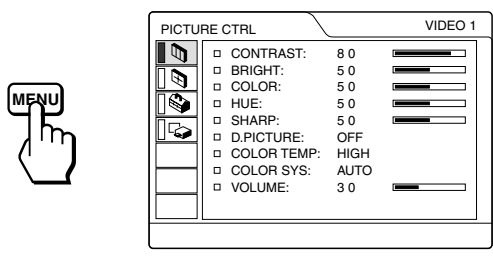 PICTURE CTRL VIDEO 1
MENU
CONTRAST: 80
BRIGHT: 50
COLOR: 50
HUE: 50
SHARP: 50
D.PICTURE: OFF
COLOR TEMP: HIGH
COLOR SYS: AUTO
VOLUME: 30